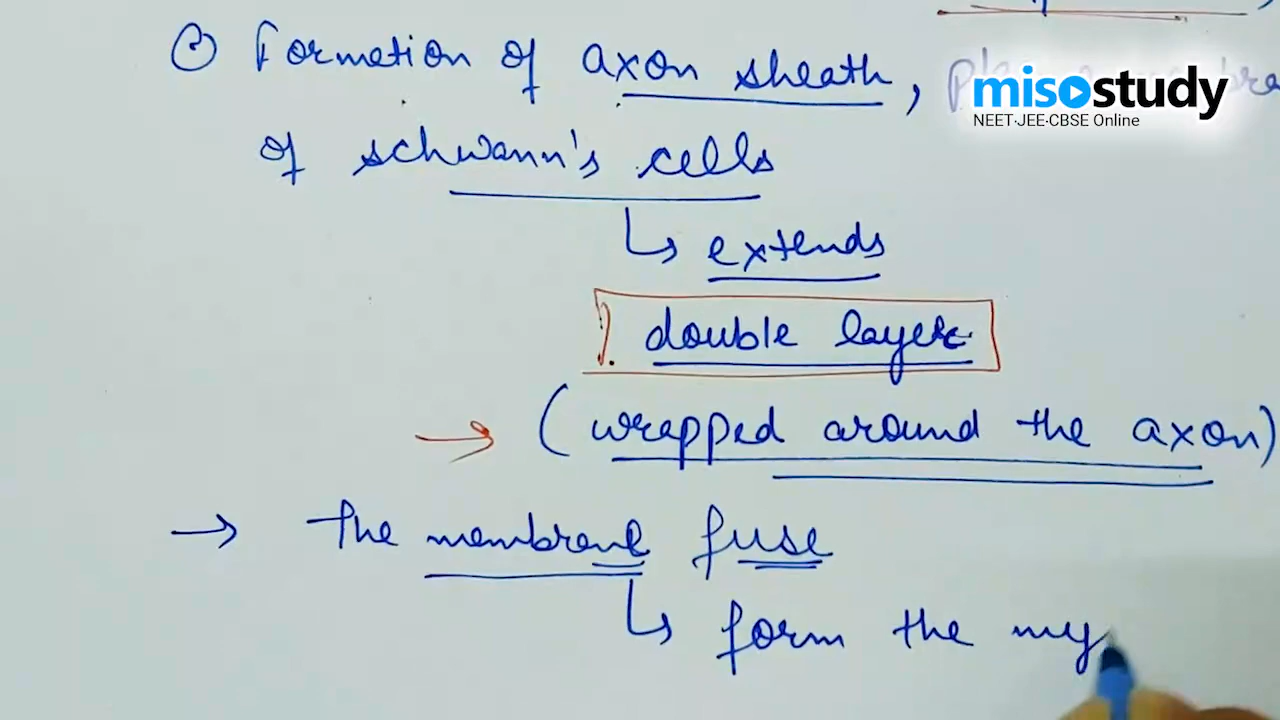 ② Formation of axon sheath,
misostudy
NEET·JEE·CBSE Online
of schwann's cells
↳ extends
double layer
→ (wrapped around the axon)
→ The membrane fuse
↳ form the my